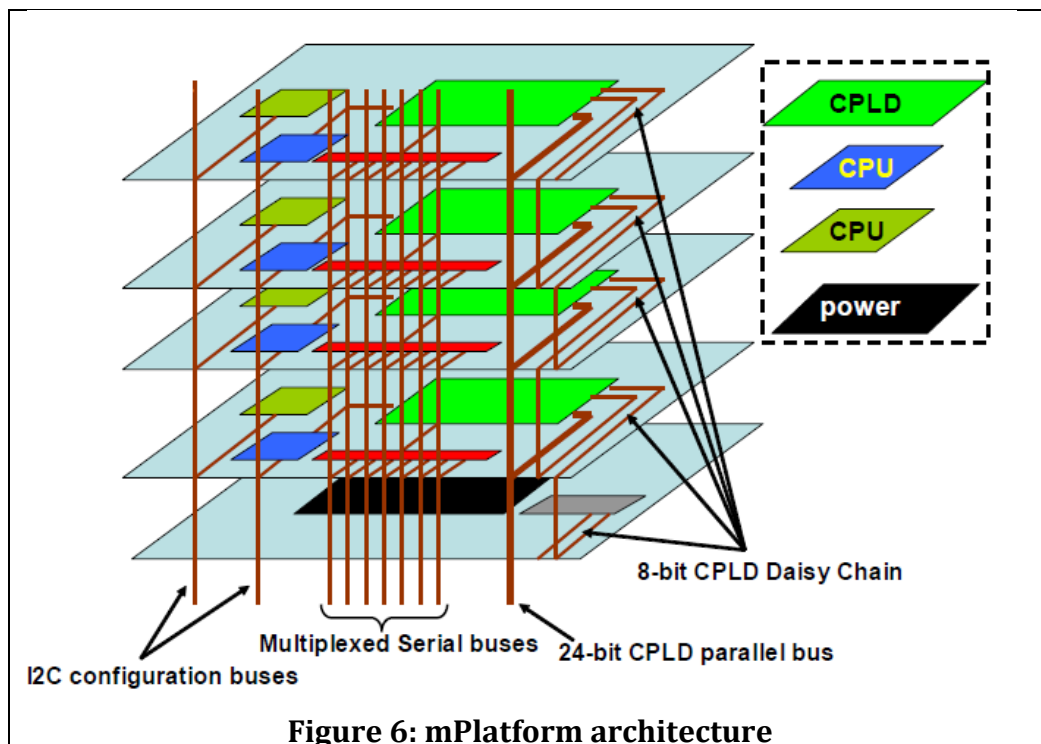 CPLD
CPU
CPU
power
8-bit CPLD Daisy Chain
Multiplexed Serial buses
24-bit CPLD parallel bus
I2C configuration buses
Figure 6: mPlatform architecture